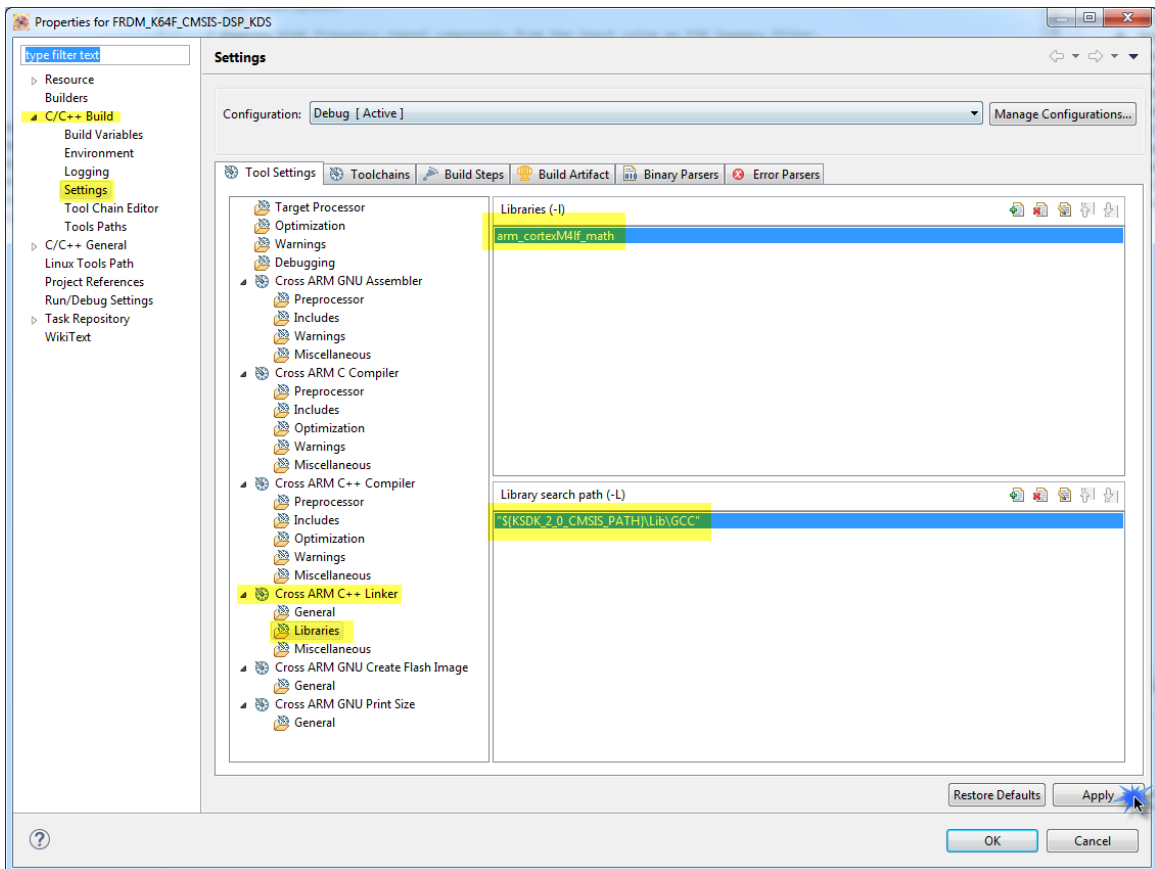 Properties for FRDM_K64F_CMSIS-DSP_KDS
type filter text
Resource
Builders
C/C++ Build
Build Variables
Environment
Logging
Settings
Tool Chain Editor
Tools Paths
C/C++ General
Linux Tools Path
Project References
Run/Debug Settings
Task Repository
WikiText
Settings
Configuration: Debug [ Active ] Manage Configurations...
Tool Settings Toolchains Build Steps Build Artifact Binary Parsers Error Parsers
Target Processor
Optimization
Warnings
Debugging
Cross ARM GNU Assembler
Preprocessor
Includes
Warnings
Miscellaneous
Cross ARM C Compiler
Preprocessor
Includes
Optimization
Warnings
Miscellaneous
Cross ARM C++ Compiler
Preprocessor
Includes
Optimization
Warnings
Miscellaneous
Cross ARM C++ Linker
General
Libraries
Miscellaneous
Cross ARM GNU Create Flash Image
General
Cross ARM GNU Print Size
General
Libraries (-l)
arm_cortexM4lf_math
Library search path (-L)
"${KSDK_2_0_CMSIS_PATH}\Lib\GCC"
Restore Defaults Apply
OK Cancel